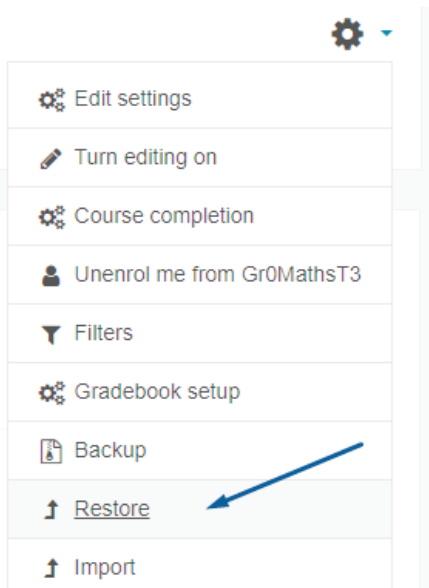 Edit settings
Turn editing on
Course completion
Unenrol me from Gr0MathsT3
Filters
Gradebook setup
Backup
Restore
Import